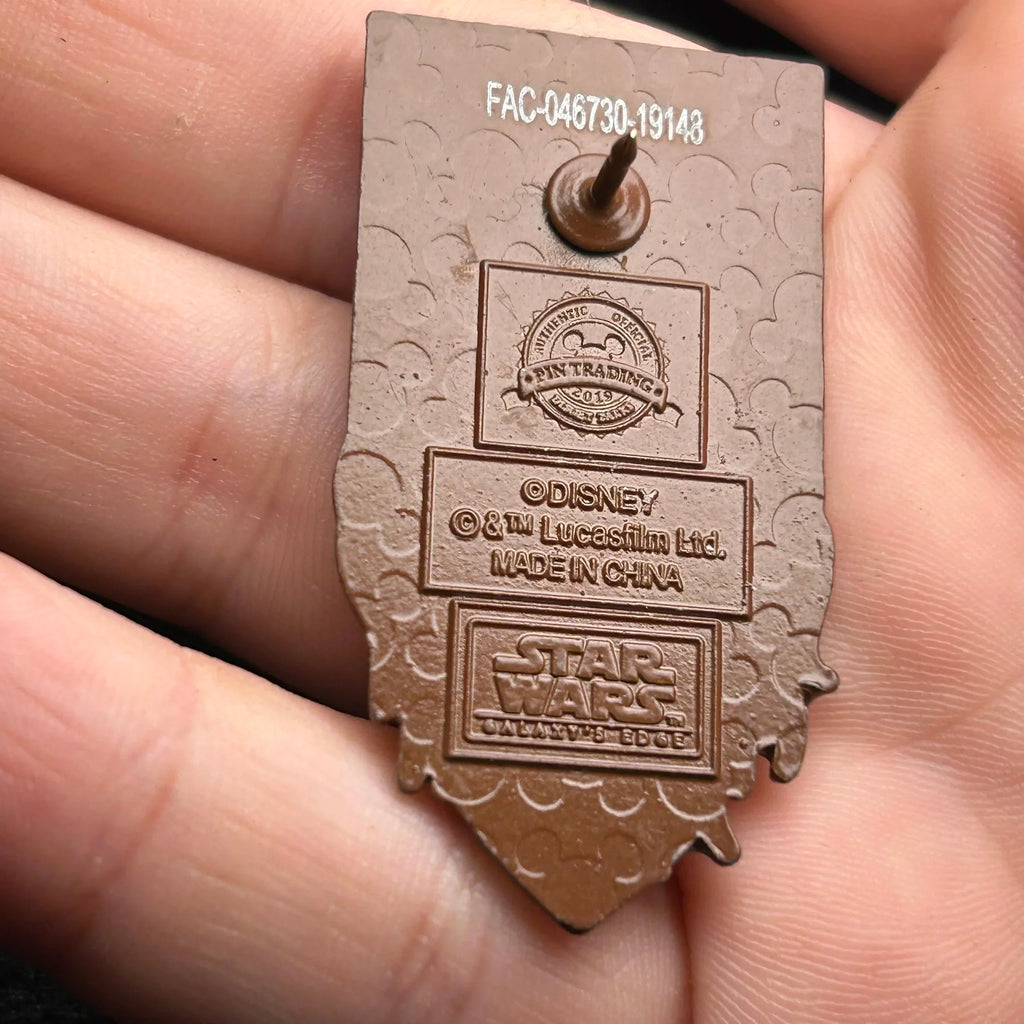 FAC-046730-19148
AUTHENTIC OFFICIAL
PIN TRADING
2019
DISNEY PARKS
©DISNEY
©&™ Lucasfilm Ltd.
MADE IN CHINA
STAR
WARS™
GALAXY'S EDGE